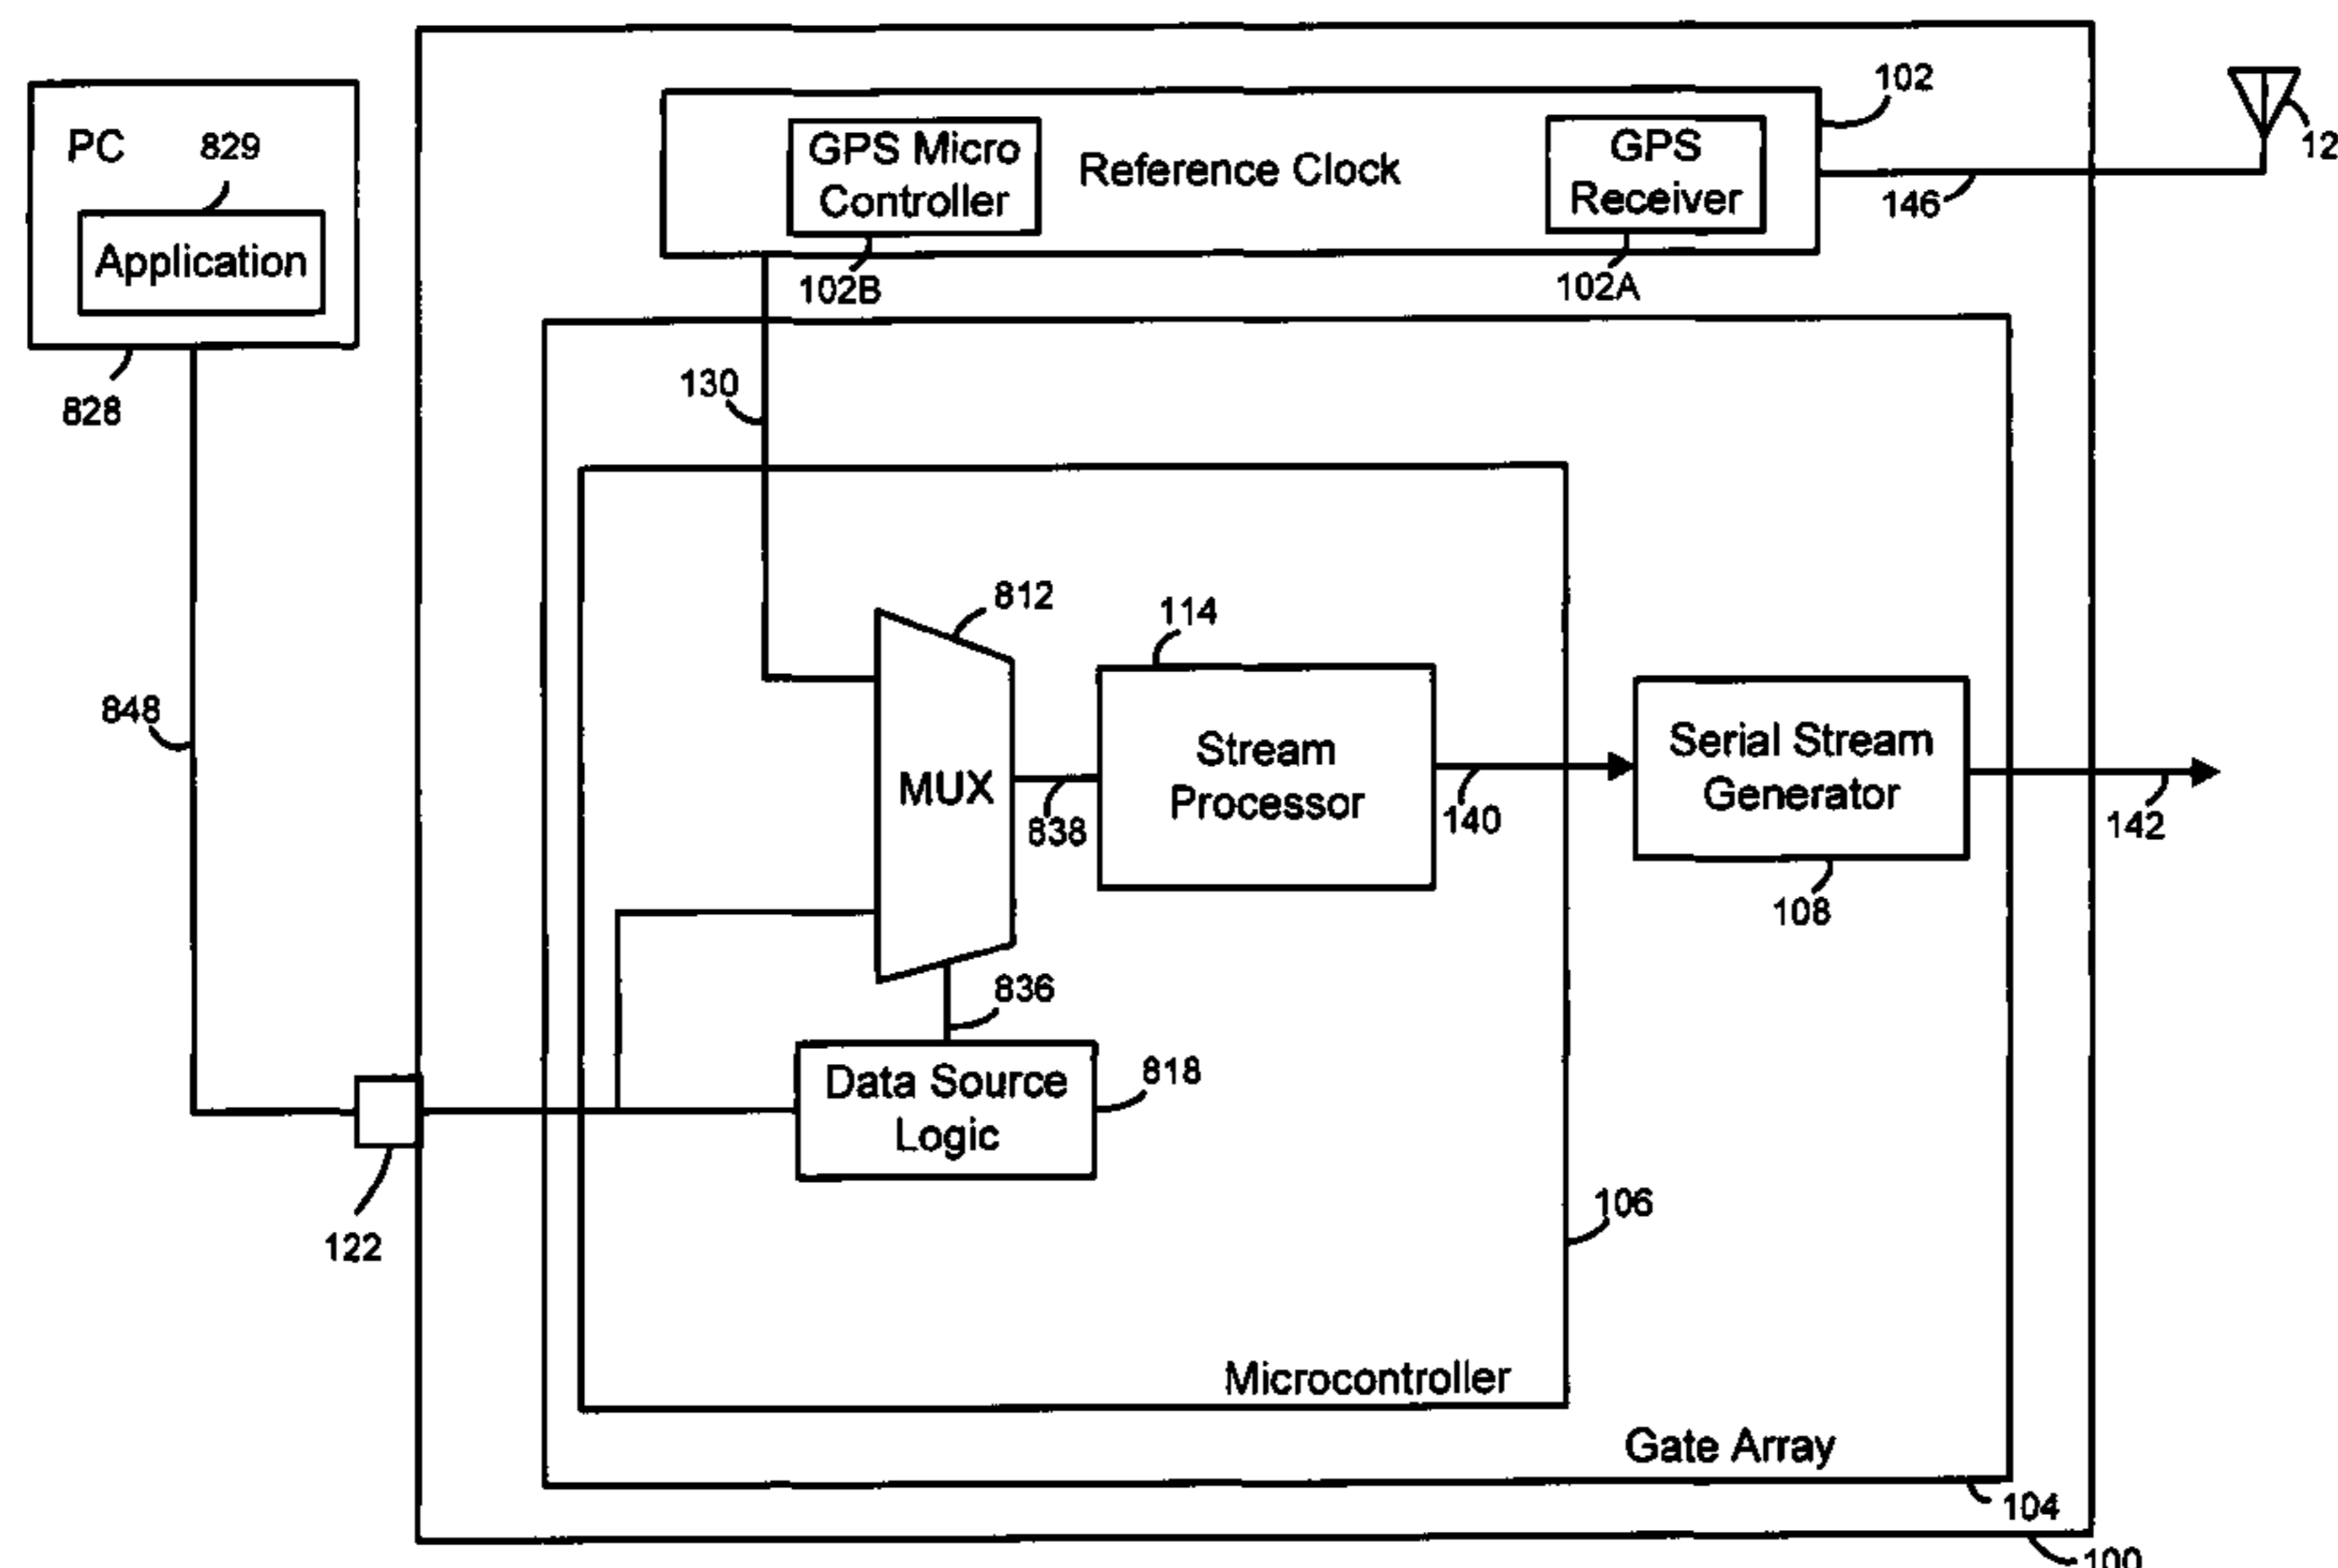 PC
829
Application
828
848
122
102
GPS Micro
Controller
Reference Clock
GPS
Receiver
102B
102A
146
12
130
812
MUX
838
114
Stream
Processor
140
Serial Stream
Generator
108
142
836
Data Source
Logic
818
106
Microcontroller
Gate Array
104
100